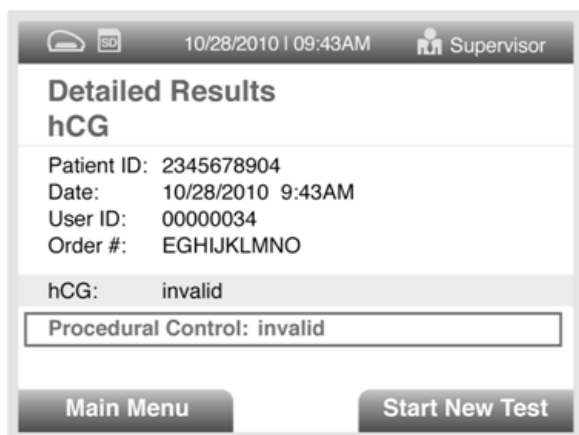 SD 10/28/2010 | 09:43AM Supervisor
Detailed Results
hCG
Patient ID: 2345678904
Date: 10/28/2010 9:43AM
User ID: 00000034
Order #: EGHIJKLMNO
hCG: invalid
Procedural Control: invalid
Main Menu Start New Test